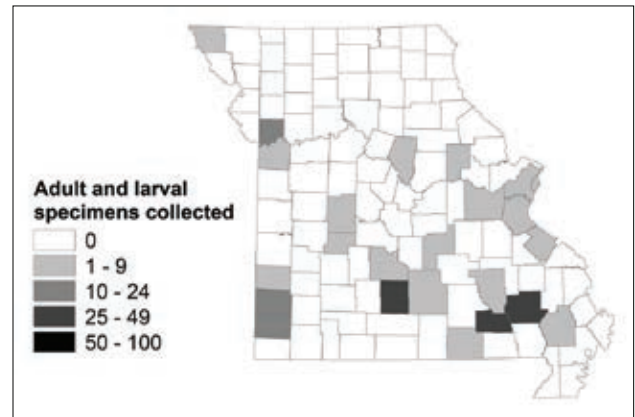 Adult and larval
specimens collected
0
1 - 9
10 - 24
25 - 49
50 - 100